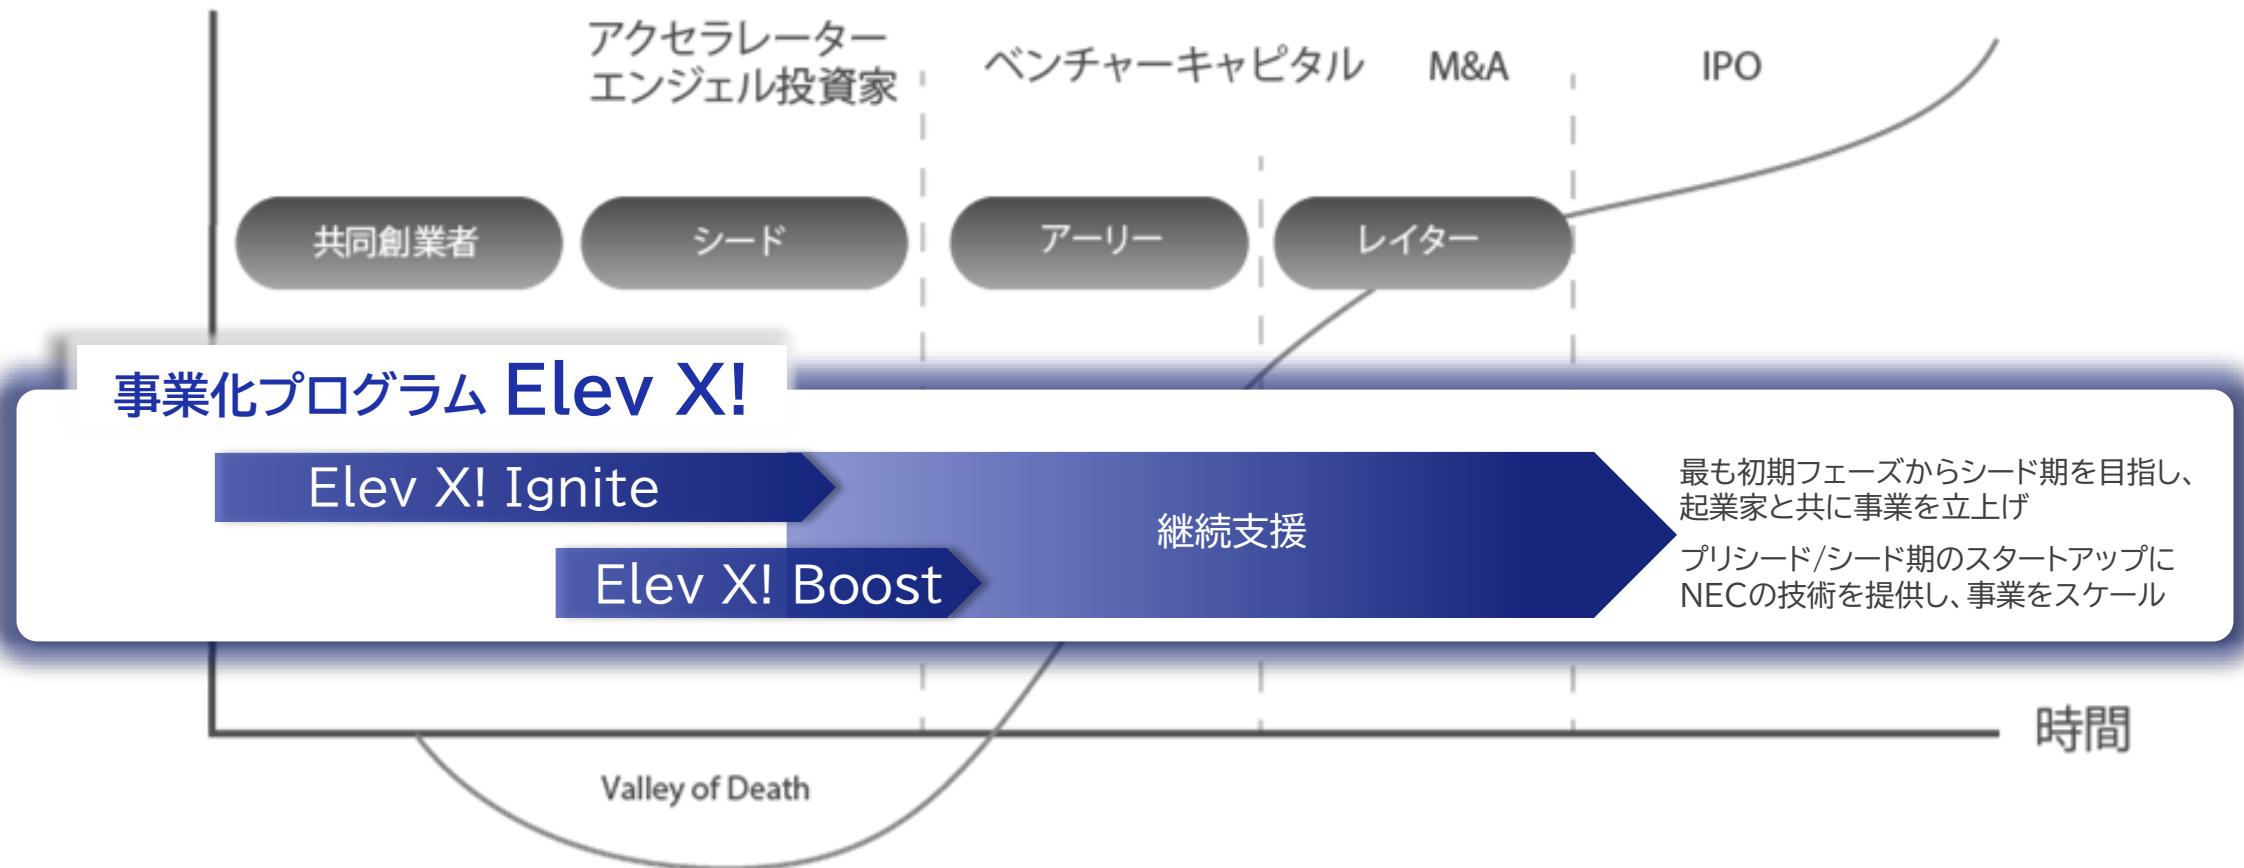 アクセラレーター
エンジェル投資家
ベンチャーキャピタル
M&A
IPO
共同創業者
シード
アーリー
レイター
事業化プログラム Elev X!
Elev X! Ignite
継続支援
Elev X! Boost
最も初期フェーズからシード期を目指し、
起業家と共に事業を立上げ
プリシード/シード期のスタートアップに
NECの技術を提供し、事業をスケール
時間
Valley of Death